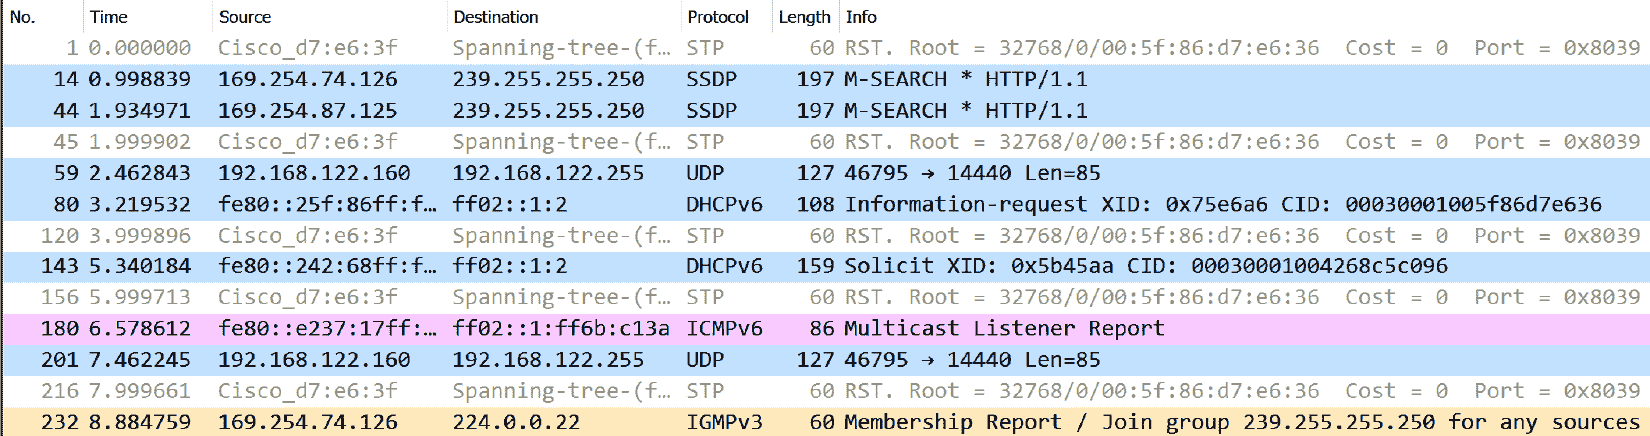 No. Time Source Destination Protocol Length Info
1 0.000000 Cisco_d7:e6:3f Spanning-tree-(f… STP 60 RST. Root = 32768/0/00:5f:86:d7:e6:36 Cost = 0 Port = 0x8039
14 0.998839 169.254.74.126 239.255.255.250 SSDP 197 M-SEARCH * HTTP/1.1
44 1.934971 169.254.87.125 239.255.255.250 SSDP 197 M-SEARCH * HTTP/1.1
45 1.999902 Cisco_d7:e6:3f Spanning-tree-(f… STP 60 RST. Root = 32768/0/00:5f:86:d7:e6:36 Cost = 0 Port = 0x8039
59 2.462843 192.168.122.160 192.168.122.255 UDP 127 46795 → 14440 Len=85
80 3.219532 fe80::25f:86ff:f… ff02::1:2 DHCPv6 108 Information-request XID: 0x75e6a6 CID: 00030001005f86d7e636
120 3.999896 Cisco_d7:e6:3f Spanning-tree-(f… STP 60 RST. Root = 32768/0/00:5f:86:d7:e6:36 Cost = 0 Port = 0x8039
143 5.340184 fe80::242:68ff:f… ff02::1:2 DHCPv6 159 Solicit XID: 0x5b45aa CID: 00030001004268c5c096
156 5.999713 Cisco_d7:e6:3f Spanning-tree-(f… STP 60 RST. Root = 32768/0/00:5f:86:d7:e6:36 Cost = 0 Port = 0x8039
180 6.578612 fe80::e237:17ff:… ff02::1:ff6b:c13a ICMPv6 86 Multicast Listener Report
201 7.462245 192.168.122.160 192.168.122.255 UDP 127 46795 → 14440 Len=85
216 7.999661 Cisco_d7:e6:3f Spanning-tree-(f… STP 60 RST. Root = 32768/0/00:5f:86:d7:e6:36 Cost = 0 Port = 0x8039
232 8.884759 169.254.74.126 224.0.0.22 IGMPv3 60 Membership Report / Join group 239.255.255.250 for any sources